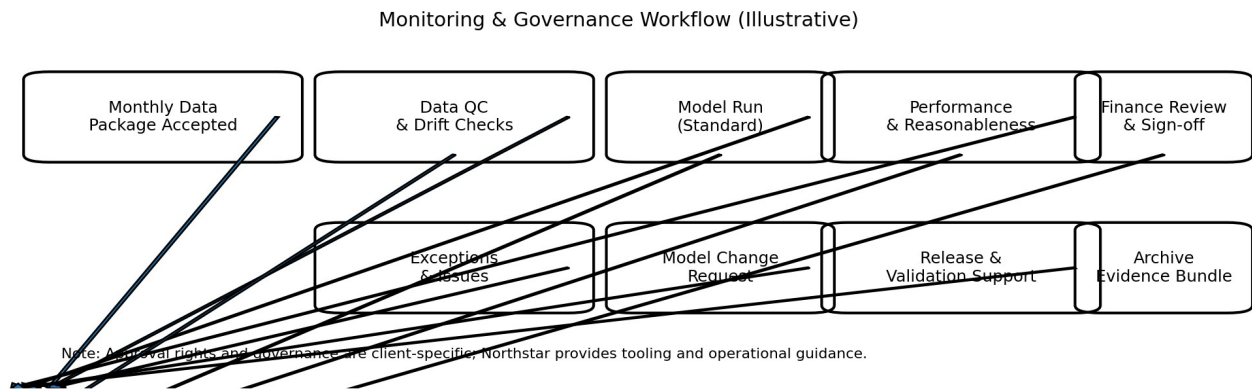 Monitoring & Governance Workflow (Illustrative)
Monthly Data
Package Accepted
Data QC
& Drift Checks
Model Run
(Standard)
Performance
& Reasonableness
Finance Review
& Sign-off
Exceptions
& Issues
Model Change
Request
Release &
Validation Support
Archive
Evidence Bundle
Note: Approval rights and governance are client-specific; Northstar provides tooling and operational guidance.